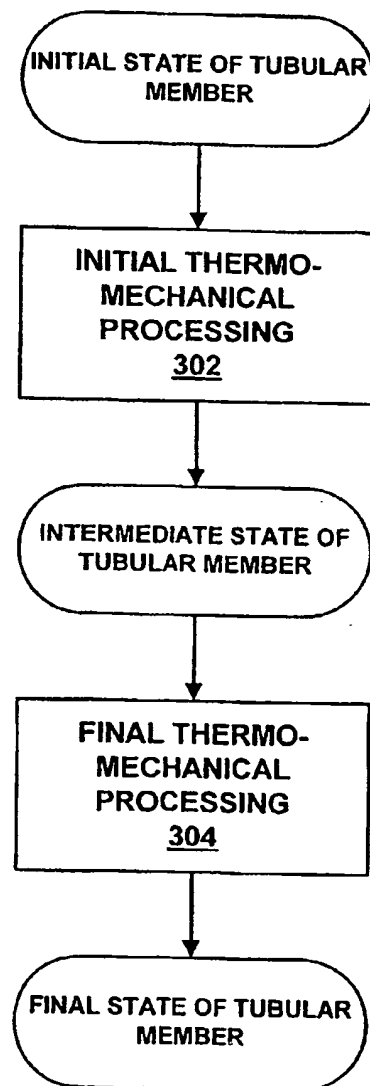 INITIAL STATE OF TUBULAR
MEMBER
INITIAL THERMO-
MECHANICAL
PROCESSING
302
INTERMEDIATE STATE OF
TUBULAR MEMBER
FINAL THERMO-
MECHANICAL
PROCESSING
304
FINAL STATE OF TUBULAR
MEMBER